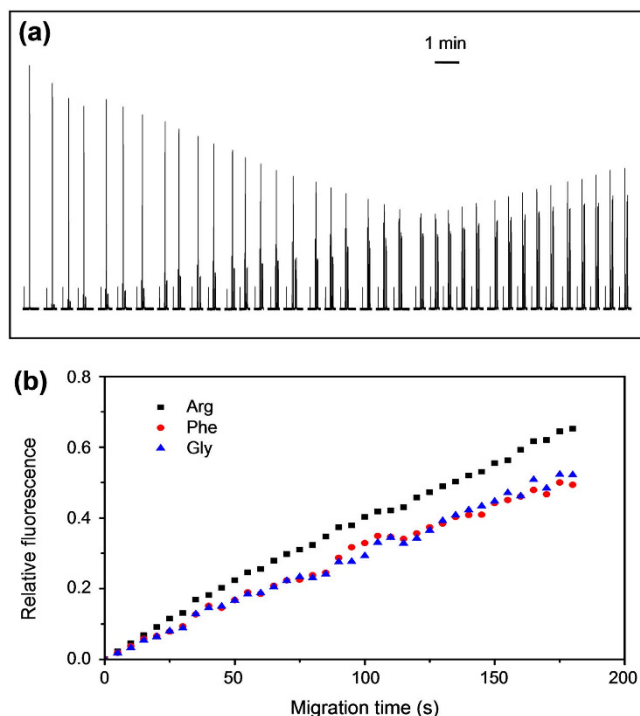 (a)
1 min
(b)
0.8
0.6
0.4
0.2
0.0
Relative fluorescence
Arg
Phe
Gly
0
50
100
150
200
Migration time (s)